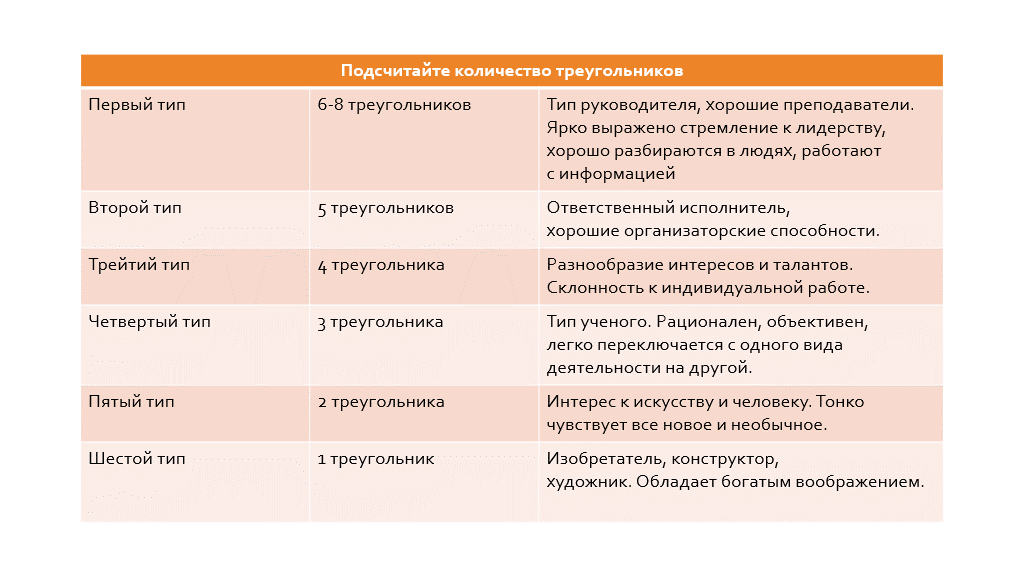 Подсчитайте количество треугольников
Первый тип
6-8 треугольников
Тип руководителя, хорошие преподаватели.
Ярко выражено стремление к лидерству,
хорошо разбираются в людях, работают
с информацией
Второй тип
5 треугольников
Ответственный исполнитель,
хорошие организаторские способности.
Трейтий тип
4 треугольника
Разнообразие интересов и талантов.
Склонность к индивидуальной работе.
Четвертый тип
3 треугольника
Тип ученого. Рационален, объективен,
легко переключается с одного вида
деятельности на другой.
Пятый тип
2 треугольника
Интерес к искусству и человеку. Тонко
чувствует все новое и необычное.
Шестой тип
1 треугольник
Изобретатель, конструктор,
художник. Обладает богатым воображением.